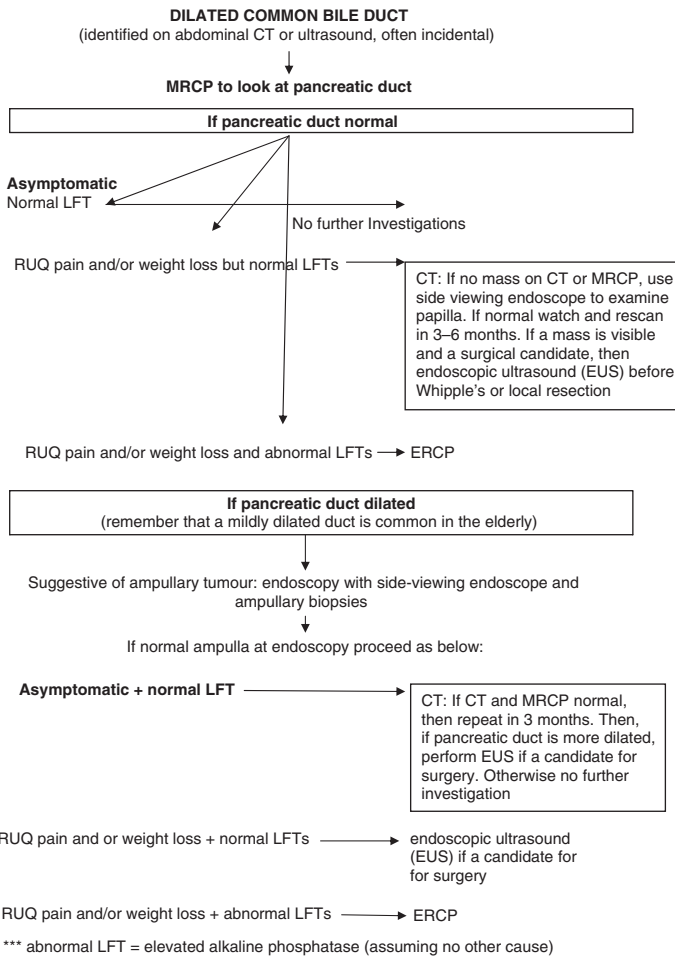 DILATED COMMON BILE DUCT
(identified on abdominal CT or ultrasound, often incidental)
MRCP to look at pancreatic duct
If pancreatic duct normal
Asymptomatic
Normal LFT
No further Investigations
RUQ pain and/or weight loss but normal LFTs
CT: If no mass on CT or MRCP, use
side viewing endoscope to examine
papilla. If normal watch and rescan
in 3–6 months. If a mass is visible
and a surgical candidate, then
endoscopic ultrasound (EUS) before
Whipple's or local resection
RUQ pain and/or weight loss and abnormal LFTs
ERCP
If pancreatic duct dilated
(remember that a mildly dilated duct is common in the elderly)
Suggestive of ampullary tumour: endoscopy with side-viewing endoscope and
ampullary biopsies
If normal ampulla at endoscopy proceed as below:
Asymptomatic + normal LFT
CT: If CT and MRCP normal,
then repeat in 3 months. Then,
if pancreatic duct is more dilated,
perform EUS if a candidate for
surgery. Otherwise no further
investigation
RUQ pain and or weight loss + normal LFTs
endoscopic ultrasound
(EUS) if a candidate for
for surgery
RUQ pain and/or weight loss + abnormal LFTs
ERCP
*** abnormal LFT = elevated alkaline phosphatase (assuming no other cause)